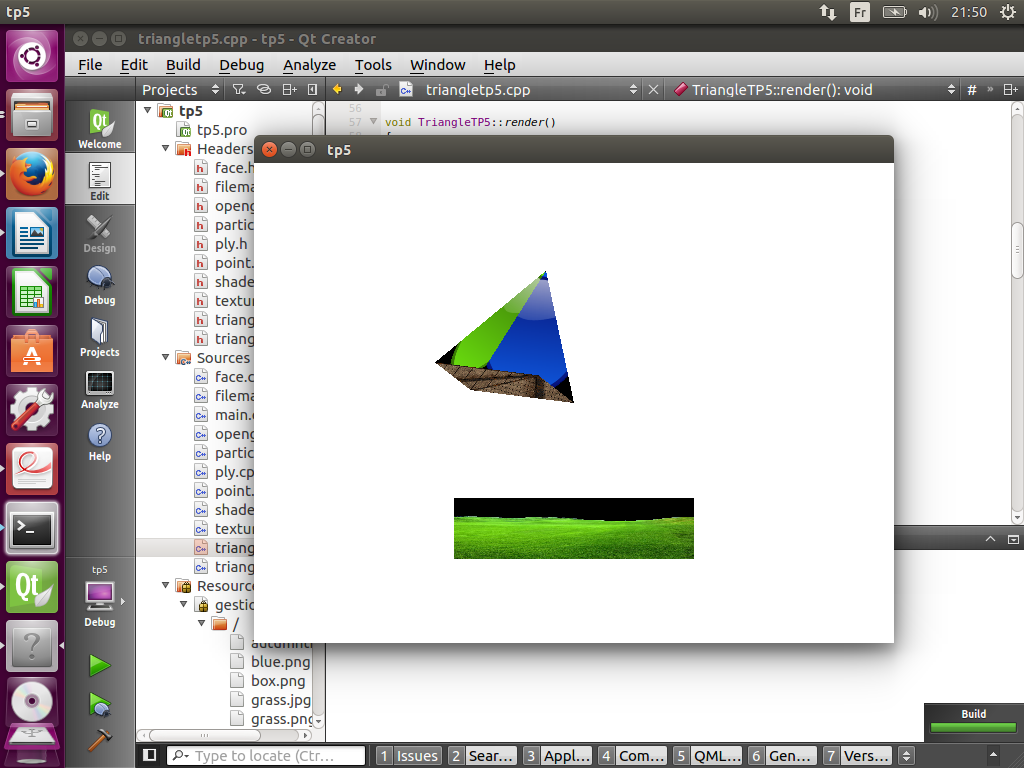 tp5
Fr
21:50
triangletp5.cpp - tp5 - Qt Creator
File Edit Build Debug Analyze Tools Window Help
Projects
triangletp5.cpp
TriangleTP5::render(): void
#
Welcome
Edit
Design
Debug
Projects
Analyze
Help
tp5
Debug
tp5
tp5.pro
Headers
face.h
filema
openg
partic
ply.h
point.
shade
textur
triang
triang
Sources
face.c
filema
main.
openg
partic
ply.cp
point.
shade
textur
triang
triang
Resourc
gestio
/
autumn
blue.png
box.png
grass.jpg
grass.png
56
57 void TriangleTP5::render()
tp5
Build
Type to locate (Ctr...
1 Issues
2 Sear...
3 Appl...
4 Com...
5 QML...
6 Gen...
7 Vers...